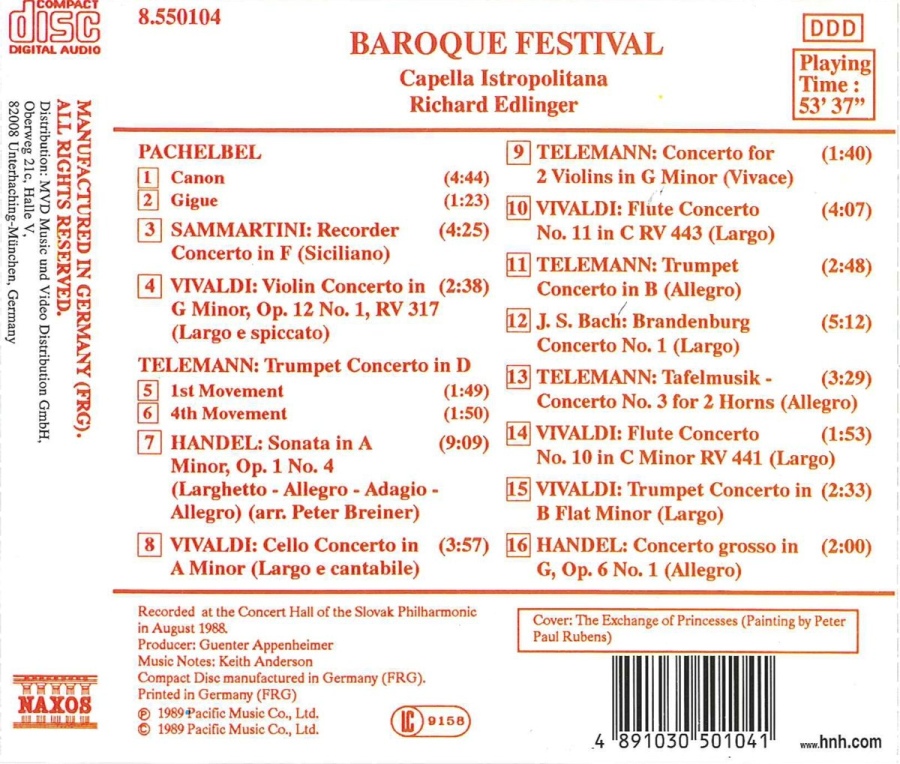 COMPACT
disc
DIGITAL AUDIO
8.550104
BAROQUE FESTIVAL
Capella Istropolitana
Richard Edlinger
DDD
Playing
Time :
53' 37"
MANUFACTURED IN GERMANY (FRG).
ALL RIGHTS RESERVED.
Distribution: MVD Music und Video Distribution GmbH,
Oberweg 21c, Halle V,
82008 Unterhaching-München, Germany
PACHELBEL
1 Canon (4:44)
2 Gigue (1:23)
3 SAMMARTINI: Recorder (4:25)
Concerto in F (Siciliano)
4 VIVALDI: Violin Concerto in (2:38)
G Minor, Op. 12 No. 1, RV 317
(Largo e spiccato)
TELEMANN: Trumpet Concerto in D
5 1st Movement (1:49)
6 4th Movement (1:50)
7 HANDEL: Sonata in A (9:09)
Minor, Op. 1 No. 4
(Larghetto - Allegro - Adagio -
Allegro) (arr. Peter Breiner)
8 VIVALDI: Cello Concerto in (3:57)
A Minor (Largo e cantabile)
9 TELEMANN: Concerto for (1:40)
2 Violins in G Minor (Vivace)
10 VIVALDI: Flute Concerto (4:07)
No. 11 in C RV 443 (Largo)
11 TELEMANN: Trumpet (2:48)
Concerto in B (Allegro)
12 J. S. Bach: Brandenburg (5:12)
Concerto No. 1 (Largo)
13 TELEMANN: Tafelmusik - (3:29)
Concerto No. 3 for 2 Horns (Allegro)
14 VIVALDI: Flute Concerto (1:53)
No. 10 in C Minor RV 441 (Largo)
15 VIVALDI: Trumpet Concerto in (2:33)
B Flat Minor (Largo)
16 HANDEL: Concerto grosso in (2:00)
G, Op. 6 No. 1 (Allegro)
Recorded at the Concert Hall of the Slovak Philharmonic
in August 1988.
Producer: Guenter Appenheimer
Music Notes: Keith Anderson
Compact Disc manufactured in Germany (FRG).
Printed in Germany (FRG)
℗ 1989 Pacific Music Co., Ltd.
© 1989 Pacific Music Co., Ltd.
LC 9158
Cover: The Exchange of Princesses (Painting by Peter
Paul Rubens)
NAXOS
4 891030 501041
www.hnh.com